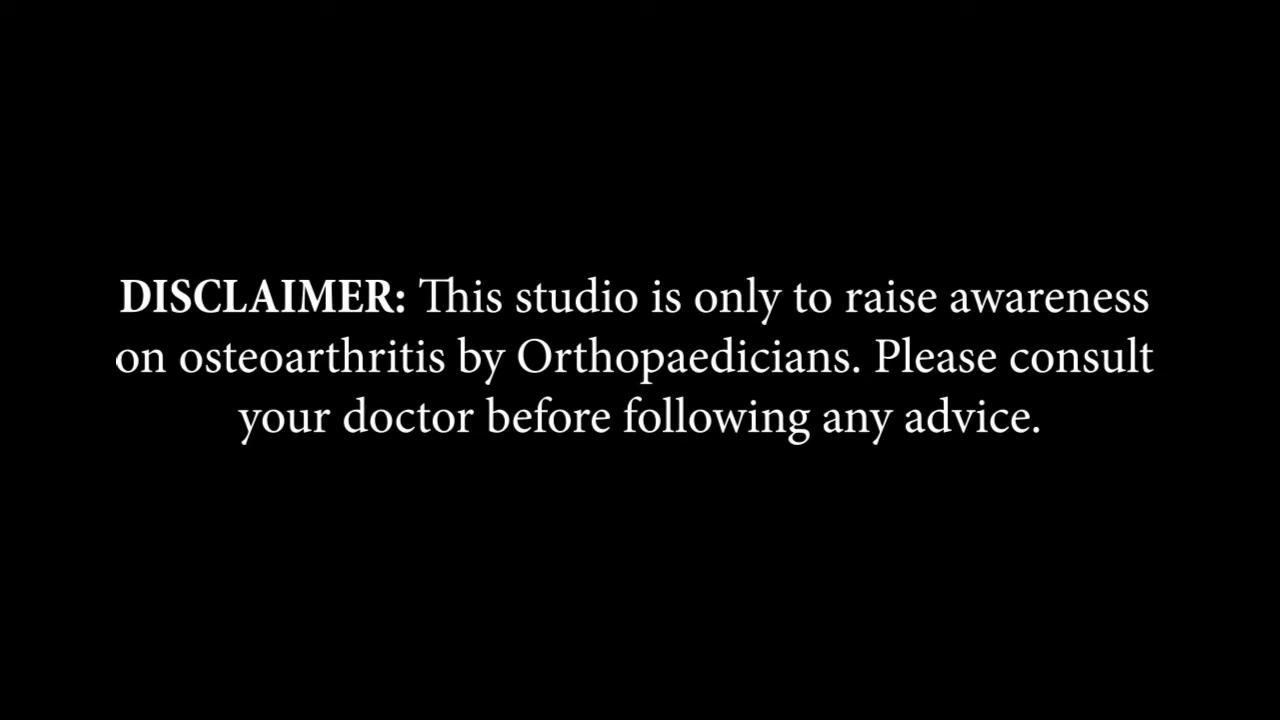 DISCLAIMER: This studio is only to raise awareness
on osteoarthritis by Orthopaedicians. Please consult
your doctor before following any advice.